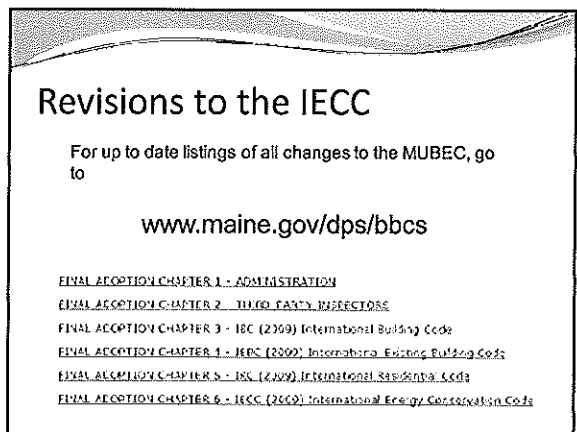 Revisions to the IECC
For up to date listings of all changes to the MUBEC, go
to
www.maine.gov/dps/bbcs
FINAL ADOPTION CHAPTER 1 - ADMINISTRATION
FINAL ADOPTION CHAPTER 2 - THIRD PARTY INSPECTORS
FINAL ADOPTION CHAPTER 3 - IBC (2009) International Building Code
FINAL ADOPTION CHAPTER 4 - IEBC (2009) International Existing Building Code
FINAL ADOPTION CHAPTER 5 - IRC (2009) International Residential Code
FINAL ADOPTION CHAPTER 6 - IECC (2009) International Energy Conservation Code